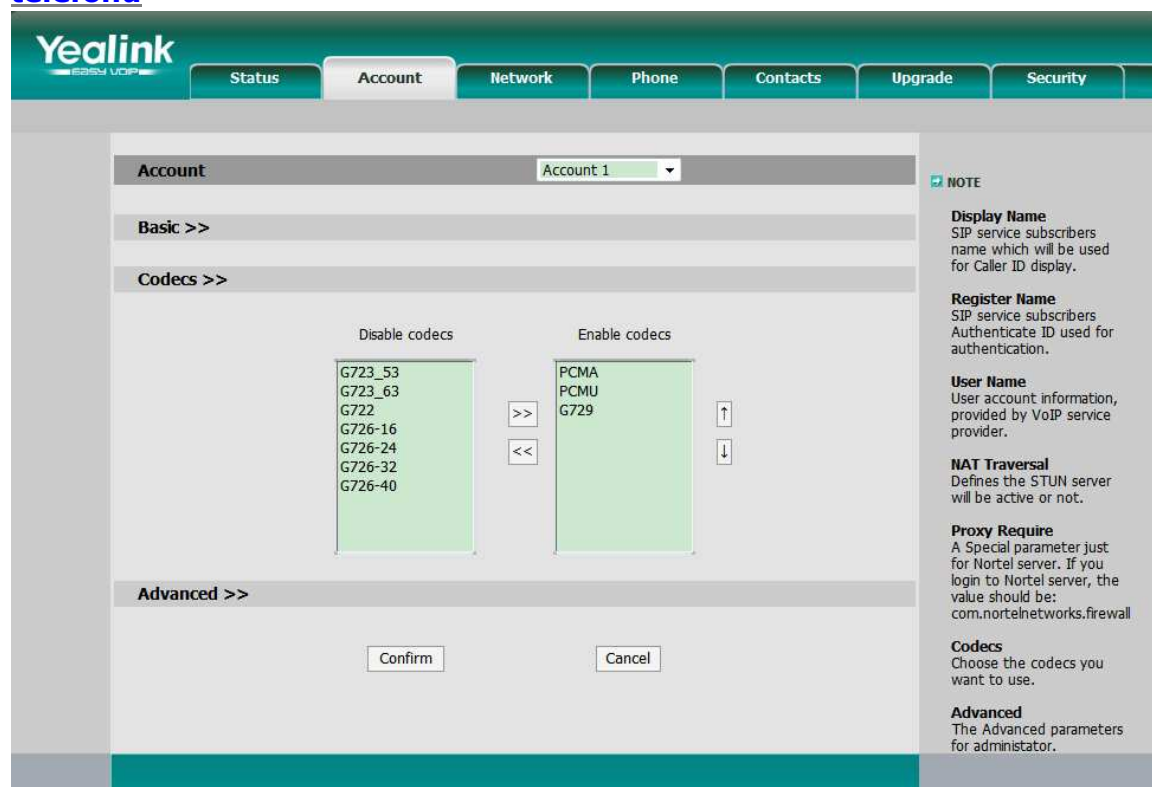 Yealink
EASY VOIP
Status Account Network Phone Contacts Upgrade Security
Account Account 1
NOTE
Basic >>
Codecs >>
Disable codecs Enable codecs
G723_53
G723_63
G722
G726-16
G726-24
G726-32
G726-40
>>
<<
PCMA
PCMU
G729
↑
↓
Advanced >>
Confirm Cancel
Display Name
SIP service subscribers
name which will be used
for Caller ID display.
Register Name
SIP service subscribers
Authenticate ID used for
authentication.
User Name
User account information,
provided by VoIP service
provider.
NAT Traversal
Defines the STUN server
will be active or not.
Proxy Require
A Special parameter just
for Nortel server. If you
login to Nortel server, the
value should be:
com.nortelnetworks.firewall
Codecs
Choose the codecs you
want to use.
Advanced
The Advanced parameters
for administator.